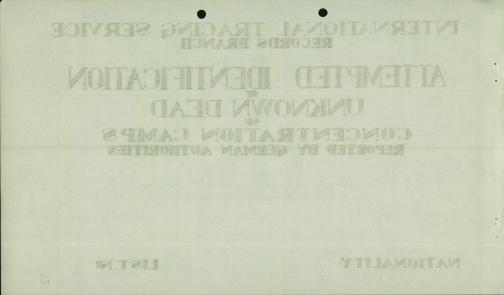 INTERNATIONAL TRACING SERVICE
RECORDS BRANCH
ATTEMPTED IDENTIFICATION
OF
UNKNOWN DEAD
OF
CONCENTRATION CAMPS
REPORTED BY GERMAN AUTHORITIES
NATIONALITY LIST Nº